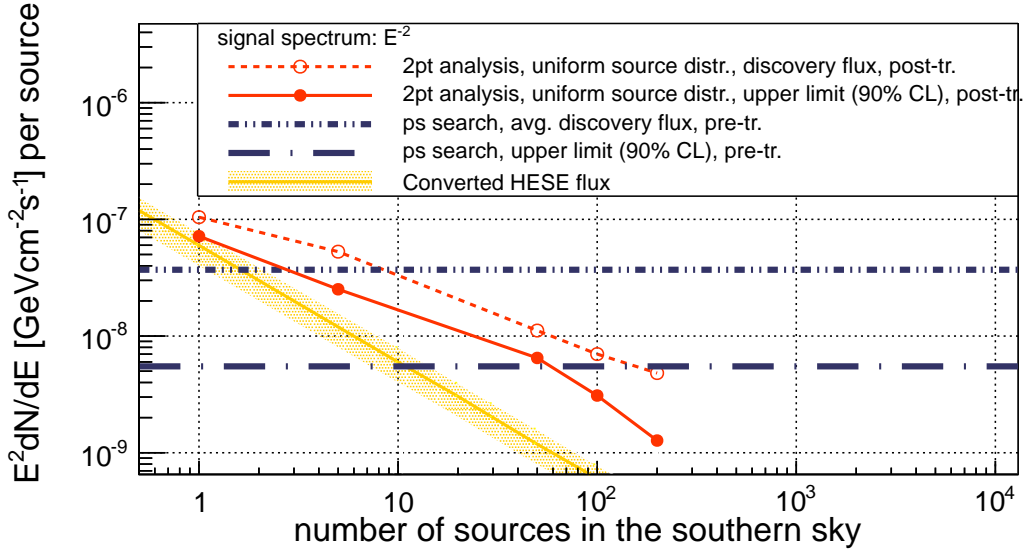 signal spectrum: E⁻²
2pt analysis, uniform source distr., discovery flux, post-tr.
2pt analysis, uniform source distr., upper limit (90% CL), post-tr.
ps search, avg. discovery flux, pre-tr.
ps search, upper limit (90% CL), pre-tr.
Converted HESE flux
E²dN/dE [GeVcm⁻²s⁻¹] per source
10⁻⁶
10⁻⁷
10⁻⁸
10⁻⁹
1 10 10² 10³ 10⁴
number of sources in the southern sky